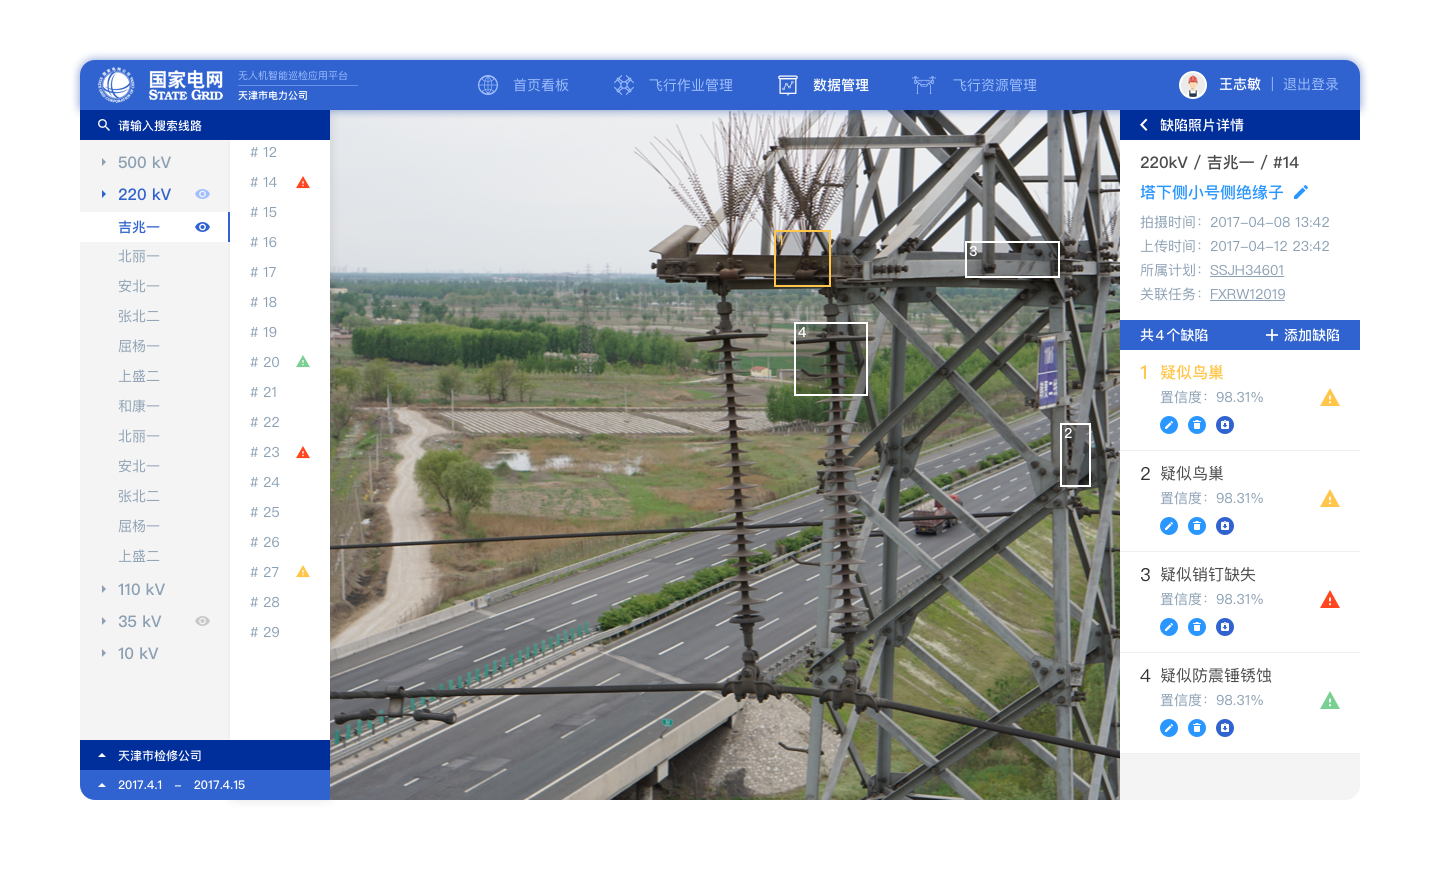 国家电网
STATE GRID
无人机智能巡检应用平台
天津市电力公司
首页看板
飞行作业管理
数据管理
飞行资源管理
王志敏 | 退出登录
请输入搜索线路
500 kV
220 kV
吉兆一
北丽一
安北一
张北二
屈杨一
上盛二
和康一
北丽一
安北一
张北二
屈杨一
上盛二
110 kV
35 kV
10 kV
天津市检修公司
2017.4.1 - 2017.4.15
# 12
# 14
# 15
# 16
# 17
# 18
# 19
# 20
# 21
# 22
# 23
# 24
# 25
# 26
# 27
# 28
# 29
1
3
4
2
缺陷照片详情
220kV / 吉兆一 / #14
塔下侧小号侧绝缘子
拍摄时间：2017-04-08 13:42
上传时间：2017-04-12 23:42
所属计划：SSJH34601
关联任务：FXRW12019
共4个缺陷
添加缺陷
1 疑似鸟巢
置信度：98.31%
2 疑似鸟巢
置信度：98.31%
3 疑似销钉缺失
置信度：98.31%
4 疑似防震锤锈蚀
置信度：98.31%